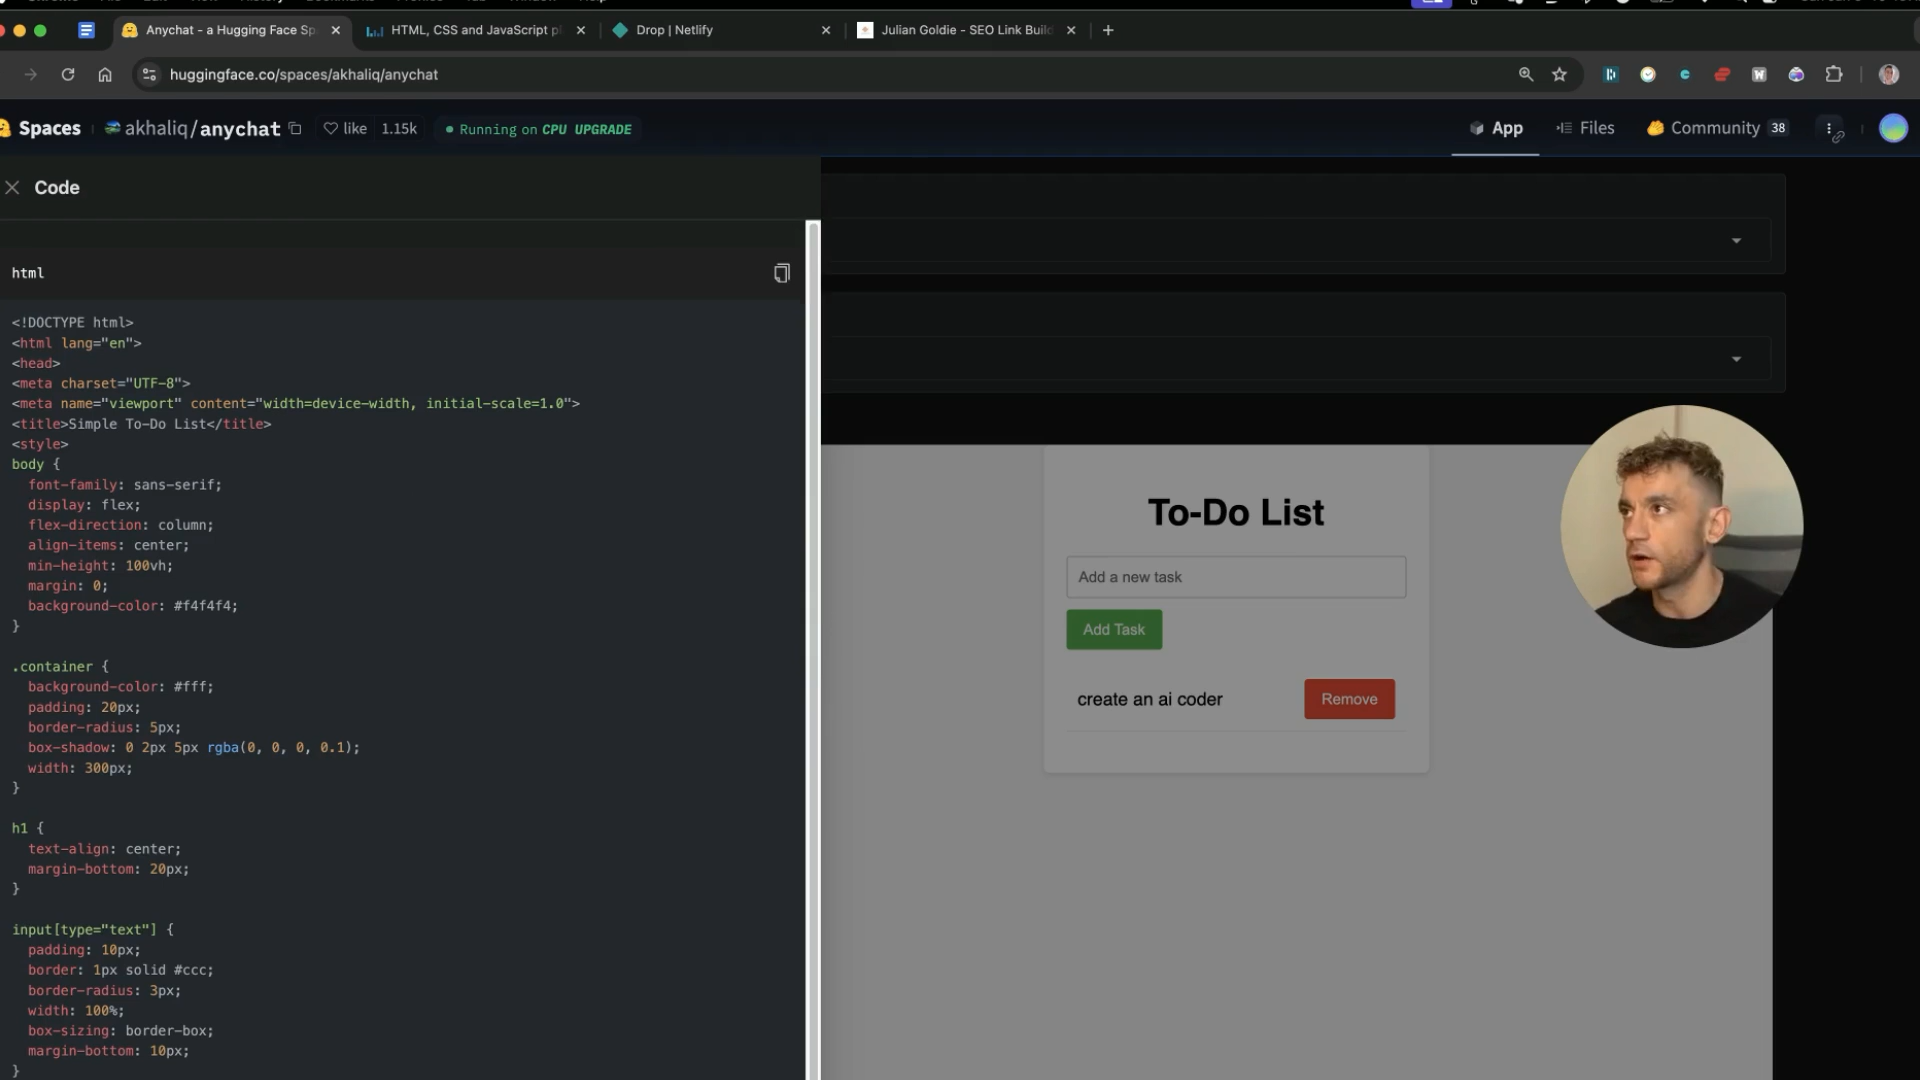 Anychat - a Hugging Face Sp
HTML, CSS and JavaScript pl
Drop | Netlify
Julian Goldie - SEO Link Build
huggingface.co/spaces/akhaliq/anychat
Spaces
akhaliq/anychat
like 1.15k
Running on CPU UPGRADE
App
Files
Community 38
Code
html
<!DOCTYPE html>
<html lang="en">
<head>
<meta charset="UTF-8">
<meta name="viewport" content="width=device-width, initial-scale=1.0">
<title>Simple To-Do List</title>
<style>
body {
font-family: sans-serif;
display: flex;
flex-direction: column;
align-items: center;
min-height: 100vh;
margin: 0;
background-color: #f4f4f4;
}
.container {
background-color: #fff;
padding: 20px;
border-radius: 5px;
box-shadow: 0 2px 5px rgba(0, 0, 0, 0.1);
width: 300px;
}
h1 {
text-align: center;
margin-bottom: 20px;
}
input[type="text"] {
padding: 10px;
border: 1px solid #ccc;
border-radius: 3px;
width: 100%;
box-sizing: border-box;
margin-bottom: 10px;
}
To-Do List
Add a new task
Add Task
create an ai coder
Remove